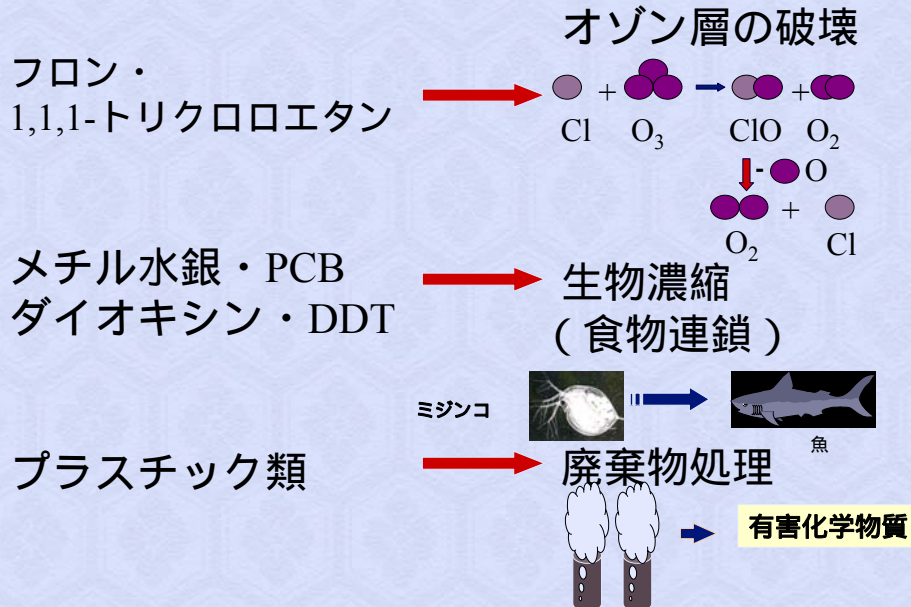 オゾン層の破壊
フロン・
1,1,1-トリクロロエタン
+ +
Cl O₃ ClO O₂
- O
+
O₂ Cl
メチル水銀・PCB
ダイオキシン・DDT
生物濃縮
(食物連鎖)
ミジンコ
魚
プラスチック類
廃棄物処理
有害化学物質